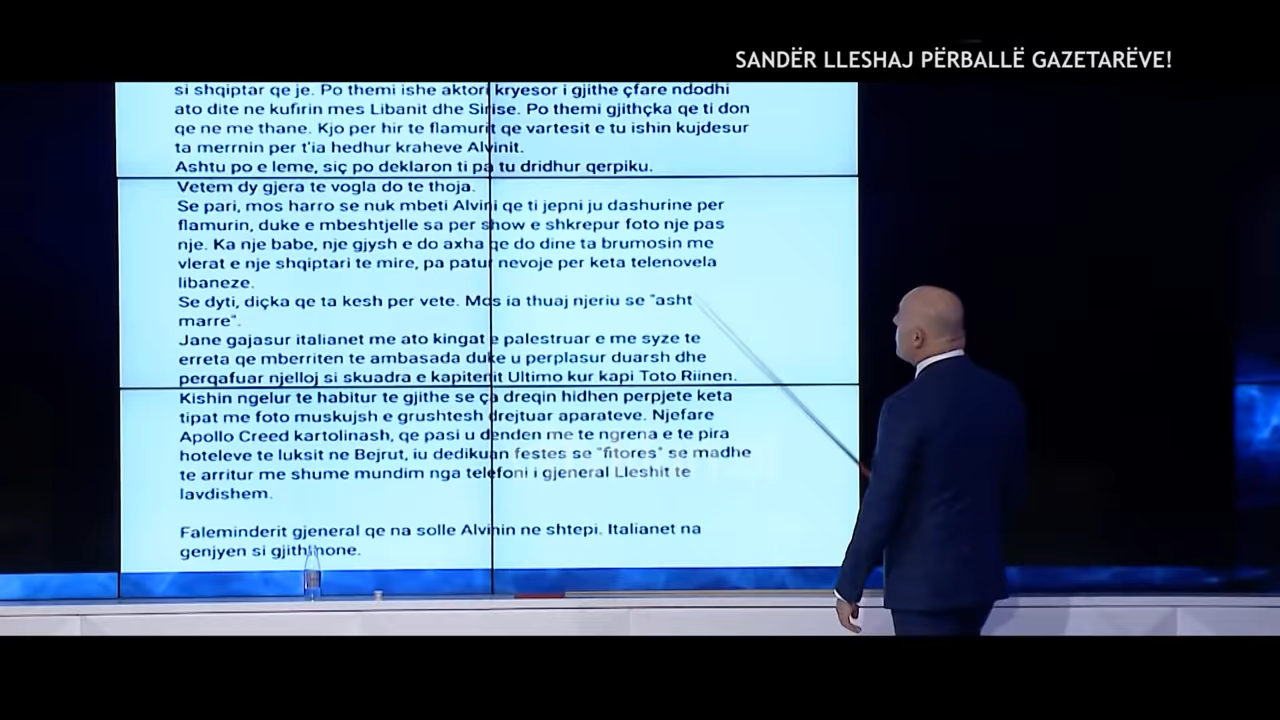 SANDËR LLESHAJ PËRBALLË GAZETARËVE!
si shqiptar qe je. Po themi ishe aktori kryesor i gjithe çfare ndodhi
ato dite ne kufirin mes Libanit dhe Sirise. Po themi gjithçka qe ti don
qe ne me thane. Kjo per hir te flamurit qe vartesit e tu ishin kujdesur
ta merrnin per t'ia hedhur kraheve Alvinit.
Ashtu po e leme, siç po deklaron ti pa tu dridhur qerpiku.
Vetem dy gjera te vogla do te thoja.
Se pari, mos harro se nuk mbeti Alvini qe ti jepni ju dashurine per
flamurin, duke e mbeshtjelle sa per show e shkrepur foto nje pas
nje. Ka nje babe, nje gjysh e do axha qe do dine ta brumosin me
vlerat e nje shqiptari te mire, pa patur nevoje per keta telenovela
libaneze.
Se dyti, diçka qe ta kesh per vete. Mos ia thuaj njeriu se "asht
marre".
Jane gajasur italianet me ato kingat e palestruar e me syze te
erreta qe mberriten te ambasada duke u perplasur duarsh dhe
perqafuar njelloj si skuadra e kapitenit Ultimo kur kapi Toto Riinen.
Kishin ngelur te habitur te gjithe se ça dreqin hidhen perpjete keta
tipat me foto muskujsh e grushtesh drejtuar aparateve. Njefare
Apollo Creed kartolinash, qe pasi u denden me te ngrena e te pira
hoteleve te luksit ne Bejrut, iu dedikuan festes se "fitores" se madhe
te arritur me shume mundim nga telefoni i gjeneral Lleshit te
lavdishem.
Faleminderit gjeneral qe na solle Alvinin ne shtepi. Italianet na
genjyen si gjithmone.